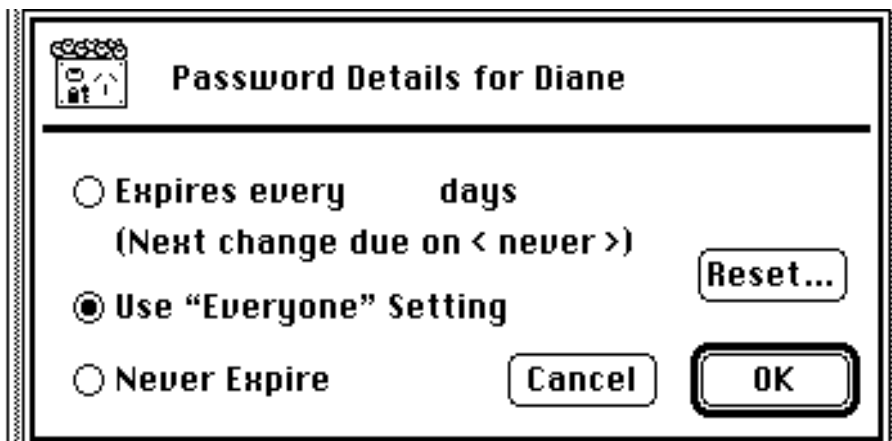 Password Details for Diane
Expires every days
(Next change due on < never >)
Reset...
Use “Everyone” Setting
Never Expire
Cancel
OK